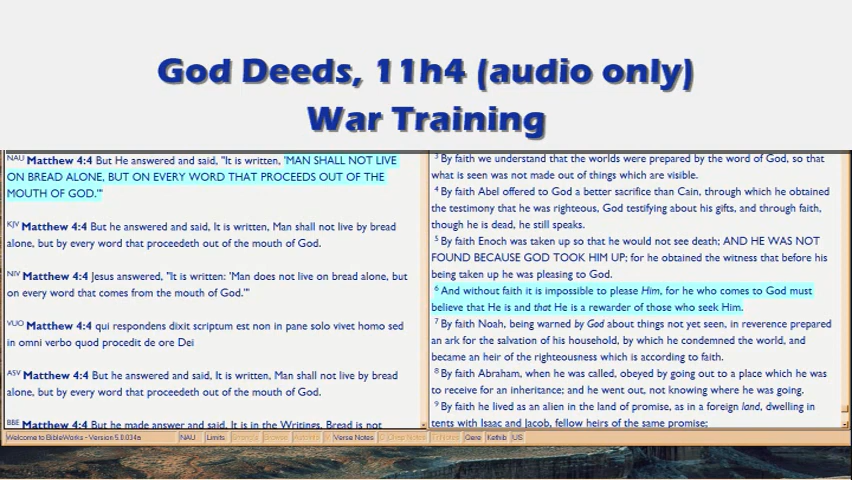 God Deeds, 11h4 (audio only)
War Training
NAU Matthew 4:4 But He answered and said, "It is written, 'MAN SHALL NOT LIVE
ON BREAD ALONE, BUT ON EVERY WORD THAT PROCEEDS OUT OF THE
MOUTH OF GOD.'"
KJV Matthew 4:4 But he answered and said, It is written, Man shall not live by bread
alone, but by every word that proceedeth out of the mouth of God.
NIV Matthew 4:4 Jesus answered, "It is written: 'Man does not live on bread alone, but
on every word that comes from the mouth of God.'"
VUO Matthew 4:4 qui respondens dixit scriptum est non in pane solo vivet homo sed
in omni verbo quod procedit de ore Dei
ASV Matthew 4:4 But he answered and said, It is written, Man shall not live by bread
alone, but by every word that proceedeth out of the mouth of God.
BBE Matthew 4:4 But he made answer and said, It is in the Writings, Bread is not
3 By faith we understand that the worlds were prepared by the word of God, so that
what is seen was not made out of things which are visible.
4 By faith Abel offered to God a better sacrifice than Cain, through which he obtained
the testimony that he was righteous, God testifying about his gifts, and through faith,
though he is dead, he still speaks.
5 By faith Enoch was taken up so that he would not see death; AND HE WAS NOT
FOUND BECAUSE GOD TOOK HIM UP; for he obtained the witness that before his
being taken up he was pleasing to God.
6 And without faith it is impossible to please Him, for he who comes to God must
believe that He is and that He is a rewarder of those who seek Him.
7 By faith Noah, being warned by God about things not yet seen, in reverence prepared
an ark for the salvation of his household, by which he condemned the world, and
became an heir of the righteousness which is according to faith.
8 By faith Abraham, when he was called, obeyed by going out to a place which he was
to receive for an inheritance; and he went out, not knowing where he was going.
9 By faith he lived as an alien in the land of promise, as in a foreign land, dwelling in
tents with Isaac and Jacob, fellow heirs of the same promise;
Welcome to BibleWorks - Version 5.0.034a NAU Limits Verse Notes Qere Kethib US